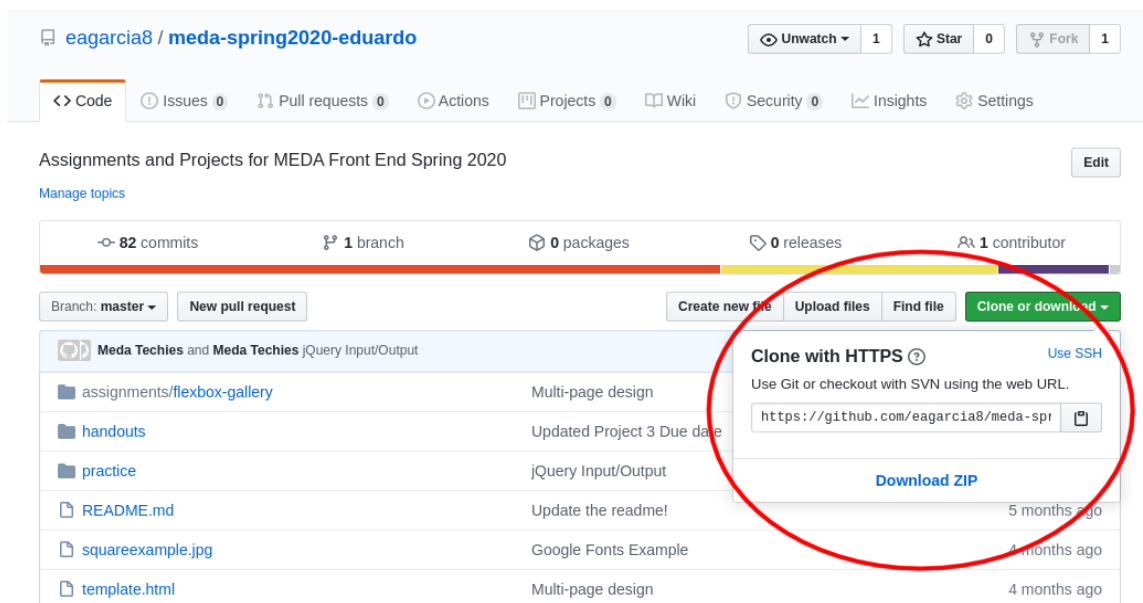 eagarcia8 / meda-spring2020-eduardo
Unwatch 1 Star 0 Fork 1
Code Issues 0 Pull requests 0 Actions Projects 0 Wiki Security 0 Insights Settings
Assignments and Projects for MEDA Front End Spring 2020 Edit
Manage topics
82 commits 1 branch 0 packages 0 releases 1 contributor
Branch: master New pull request Create new file Upload files Find file Clone or download
Meda Techies and Meda Techies jQuery Input/Output
Clone with HTTPS Use SSH
Use Git or checkout with SVN using the web URL.
https://github.com/eagarcia8/meda-spr
Download ZIP
assignments/flexbox-gallery Multi-page design
handouts Updated Project 3 Due date
practice jQuery Input/Output
README.md Update the readme! 5 months ago
squareexample.jpg Google Fonts Example 4 months ago
template.html Multi-page design 4 months ago